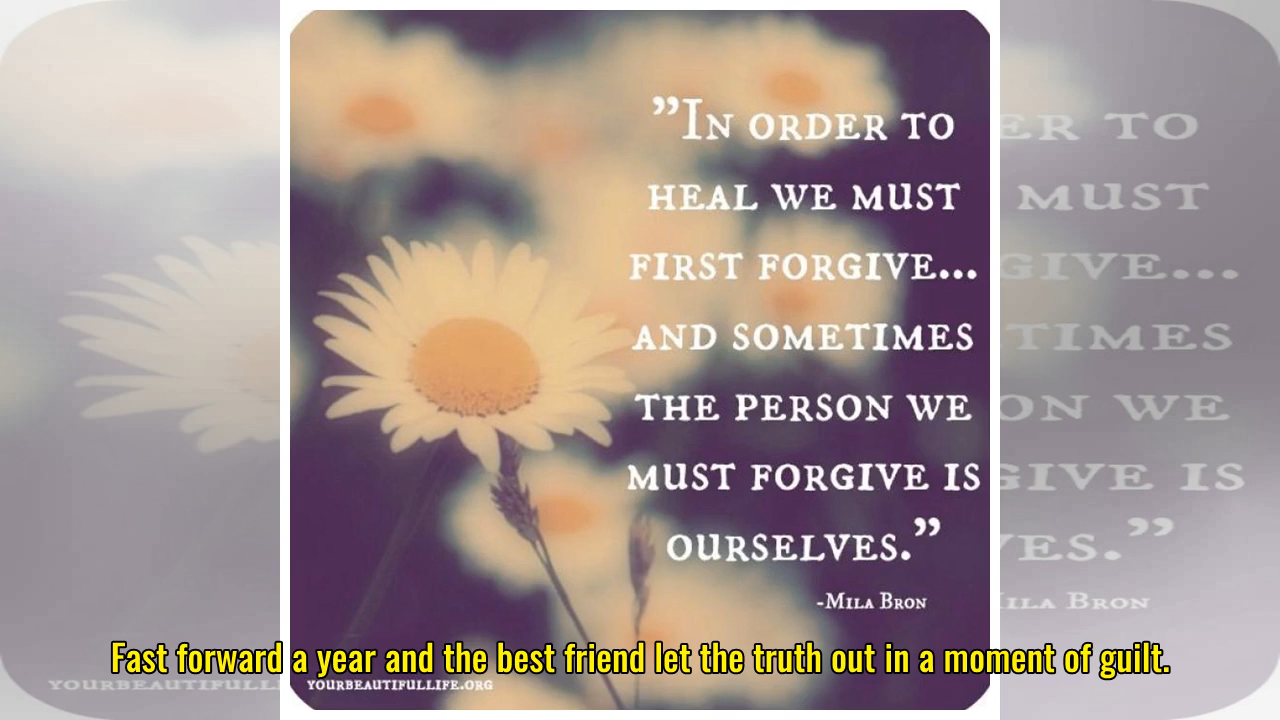 ”In order to
heal we must
first forgive...
and sometimes
the person we
must forgive is
ourselves.”
-Mila Bron
Fast forward a year and the best friend let the truth out in a moment of guilt.
yourbeautifullife.org